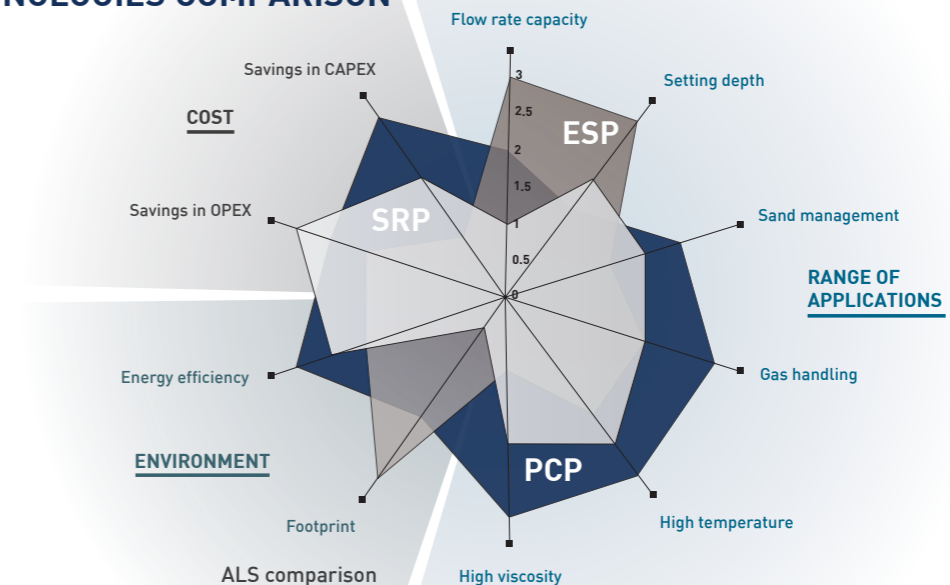 COMPARISON
Flow rate capacity
Savings in CAPEX
Setting depth
COST
3
2,5
ESP
2
1.5
Savings in OPEX
SRP
Sand management
1
0.5
RANGE OF
APPLICATIONS
0
Energy efficiency
Gas handling
ENVIRONMENT
PCP
Footprint
High temperature
ALS comparison
High viscosity